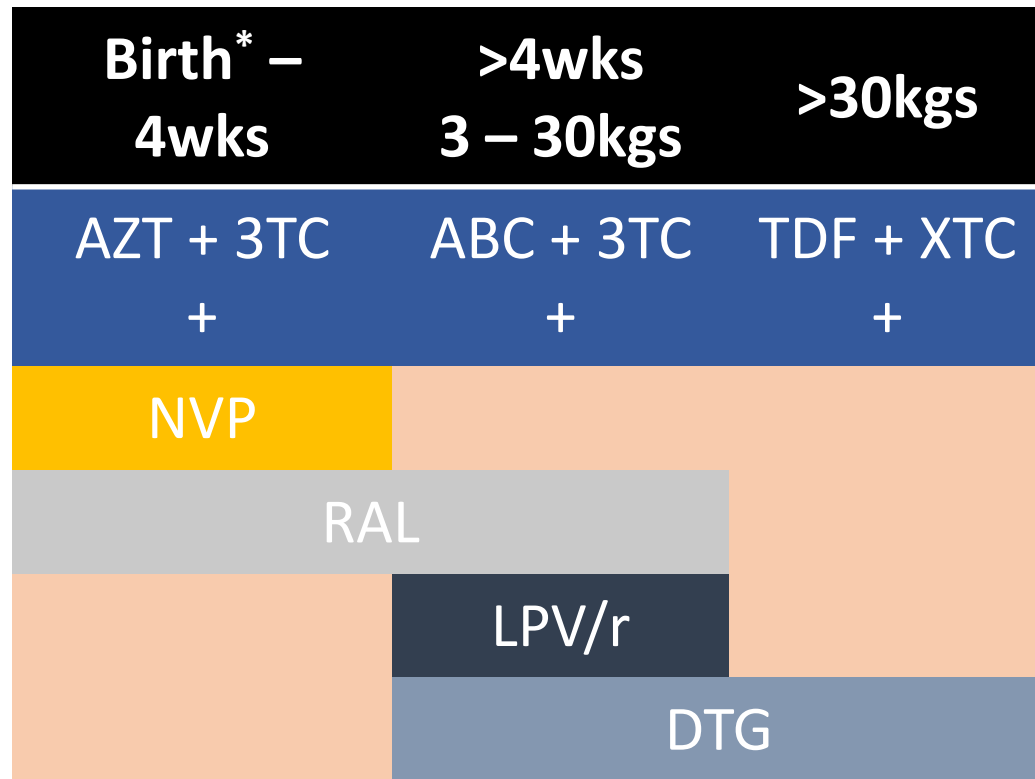 Birth* –
4wks
>4wks
3 – 30kgs
>30kgs
AZT + 3TC
+
ABC + 3TC
+
TDF + XTC
+
NVP
RAL
LPV/r
DTG